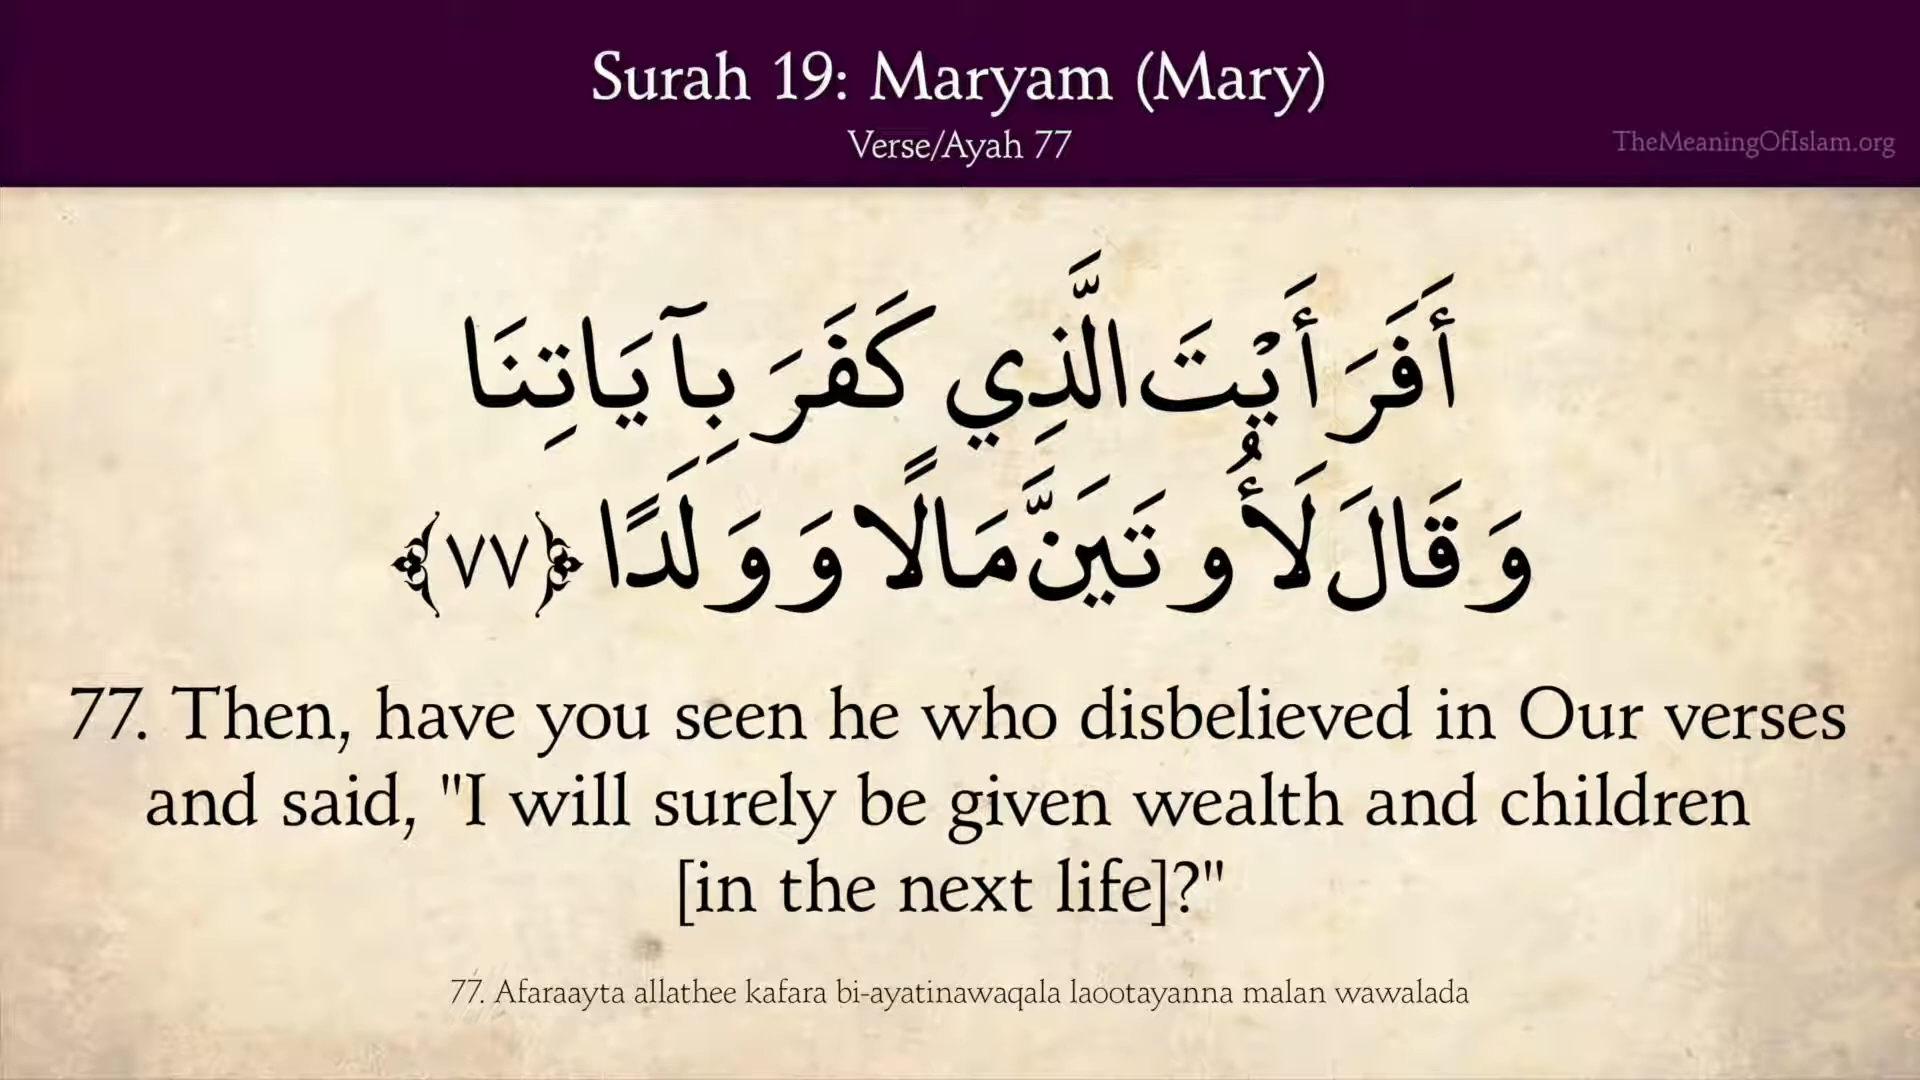 Surah 19: Maryam (Mary)
Verse/Ayah 77
TheMeaningOfIslam.org
أَفَرَأَيْتَ الَّذِي كَفَرَ بِآيَاتِنَا
وَقَالَ لَأُوتَيَنَّ مَالًا وَوَلَدًا ﴿٧٧﴾
77. Then, have you seen he who disbelieved in Our verses
and said, "I will surely be given wealth and children
[in the next life]?"
77. Afaraayta allathee kafara bi-ayatinawaqala laootayanna malan wawalada